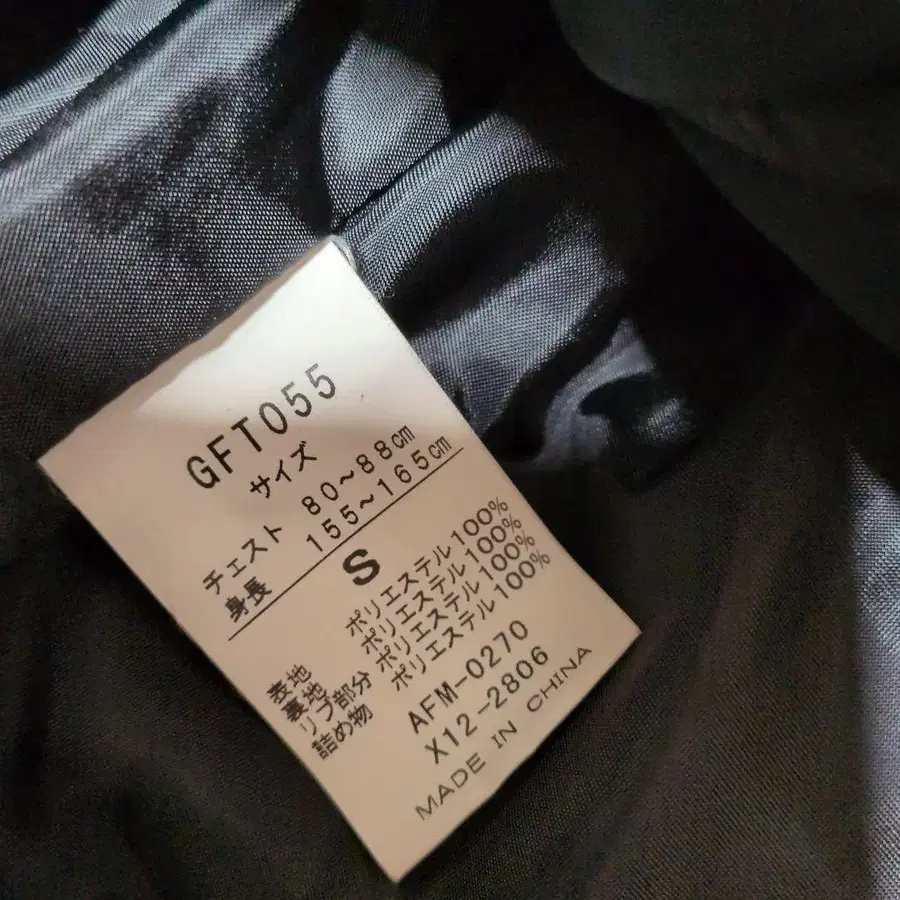 GFT055
サイズ
チェスト 80~88cm
身長 155~165cm
S
表地 ポリエステル100%
裏地 ポリエステル100%
リブ部分 ポリエステル100%
詰め物 ポリエステル100%
AFM-0270
X12-2806
MADE IN CHINA